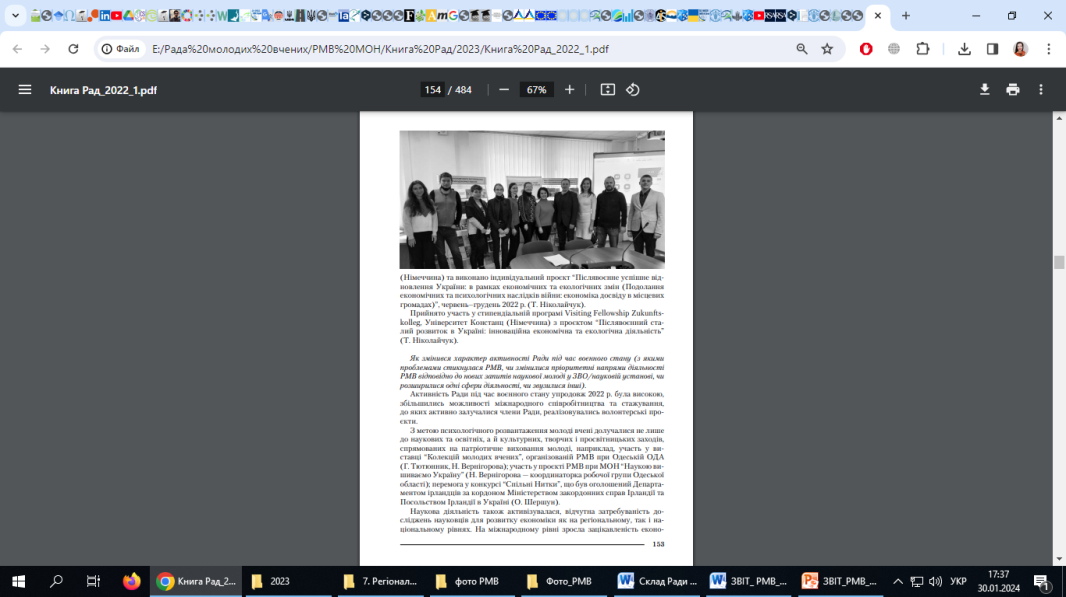 Файл
E:/Рада%20молодих%20вчених/РМВ%20МОН/Книга%20Рад/2023/Книга%20Рад_2022_1.pdf
Книга Рад_2022_1.pdf
154 / 484
67%
(Німеччина) та виконано індивідуальний проєкт “Післявоєнне успішне від-
новлення України: в рамках економічних та екологічних змін (Подолання
економічних та психологічних наслідків війни: економіка досвіду в місцевих
громадах)”, червень–грудень 2022 р. (Т. Ніколайчук).
Прийнято участь у стипендіальній програмі Visiting Fellowship Zukunfts-
kolleg, Університет Констанц (Німеччина) з проєктом “Післявоєнний ста-
лий розвиток в Україні: інноваційна економічна та екологічна діяльність”
(Т. Ніколайчук).
Як змінився характер активності Ради під час воєнного стану (з якими
проблемами стикнулася РМВ, чи змінилися пріоритетні напрями діяльності
РМВ відповідно до нових запитів наукової молоді у ЗВО/науковій установі, чи
розширилися одні сфери діяльності, чи звузилися інші).
Активність Ради під час воєнного стану упродовж 2022 р. була високою,
збільшились можливості міжнародного співробітництва та стажування,
до яких активно залучалися члени Ради, реалізовувались волонтерські про-
єкти.
З метою психологічного розвантаження молоді вчені долучалися не лише
до наукових та освітніх, а й культурних, творчих і просвітницьких заходів,
спрямованих на патріотичне виховання молоді, наприклад, участь у ви-
ставці “Колекцій молодих вчених”, організованій РМВ при Одеській ОДА
(Г. Тютюнник, Н. Вернігорова); участь у проєкті РМВ при МОН “Наукою ви-
шиваємо Україну” (Н. Вернігорова – координаторка робочої групи Одеської
області); перемога у конкурсі “Спільні Нитки”, що був оголошений Департа-
ментом ірландців за кордоном Міністерством закордонних справ Ірландії та
Посольством Ірландії в Україні (О. Шершун).
Наукова діяльність також активізувалася, відчутна затребуваність до-
сліджень науковців для розвитку економіки як на регіональному, так і на-
ціональному рівнях. На міжнародному рівні зросла зацікавленість еконо-
153
Книга Рад_2...
2023
7. Регіонал...
фото РМВ
Фото_РМВ
Склад Ради ...
ЗВІТ_ РМВ_...
ЗВІТ_РМВ_...
УКР
17:37
30.01.2024
1